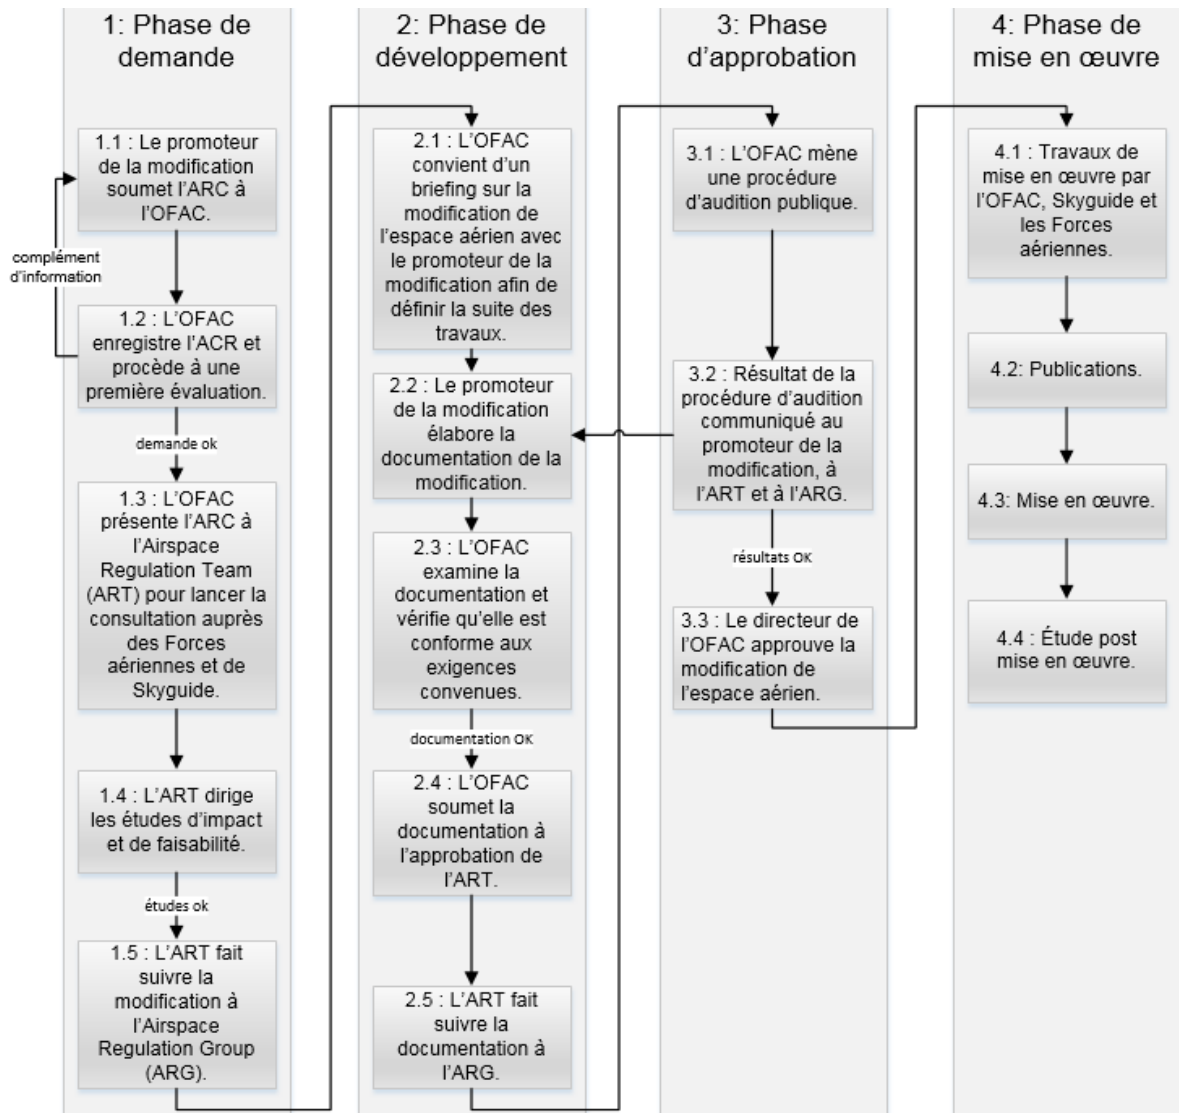 1: Phase de
demande
1.1 : Le promoteur
de la modification
soumet l’ARC à
l’OFAC.
complément
d'information
1.2 : L’OFAC
enregistre l’ACR et
procède à une
première évaluation.
demande ok
1.3 : L’OFAC
présente l’ARC à
l’Airspace
Regulation Team
(ART) pour lancer la
consultation auprès
des Forces
aériennes et de
Skyguide.
1.4 : L’ART dirige
les études d’impact
et de faisabilité.
études ok
1.5 : L’ART fait
suivre la
modification à
l’Airspace
Regulation Group
(ARG).
2: Phase de
développement
2.1 : L’OFAC
convient d’un
briefing sur la
modification de
l’espace aérien avec
le promoteur de la
modification afin de
définir la suite des
travaux.
2.2 : Le promoteur
de la modification
élabore la
documentation de la
modification.
2.3 : L’OFAC
examine la
documentation et
vérifie qu’elle est
conforme aux
exigences
convenues.
documentation OK
2.4 : L’OFAC
soumet la
documentation à
l’approbation de
l’ART.
2.5 : L’ART fait
suivre la
documentation à
l’ARG.
3: Phase
d’approbation
3.1 : L’OFAC mène
une procédure
d’audition publique.
3.2 : Résultat de la
procédure d’audition
communiqué au
promoteur de la
modification, à
l’ART et à l’ARG.
résultats OK
3.3 : Le directeur de
l’OFAC approuve la
modification de
l’espace aérien.
4: Phase de
mise en œuvre
4.1 : Travaux de
mise en œuvre par
l’OFAC, Skyguide et
les Forces
aériennes.
4.2: Publications.
4.3: Mise en œuvre.
4.4 : Étude post
mise en œuvre.